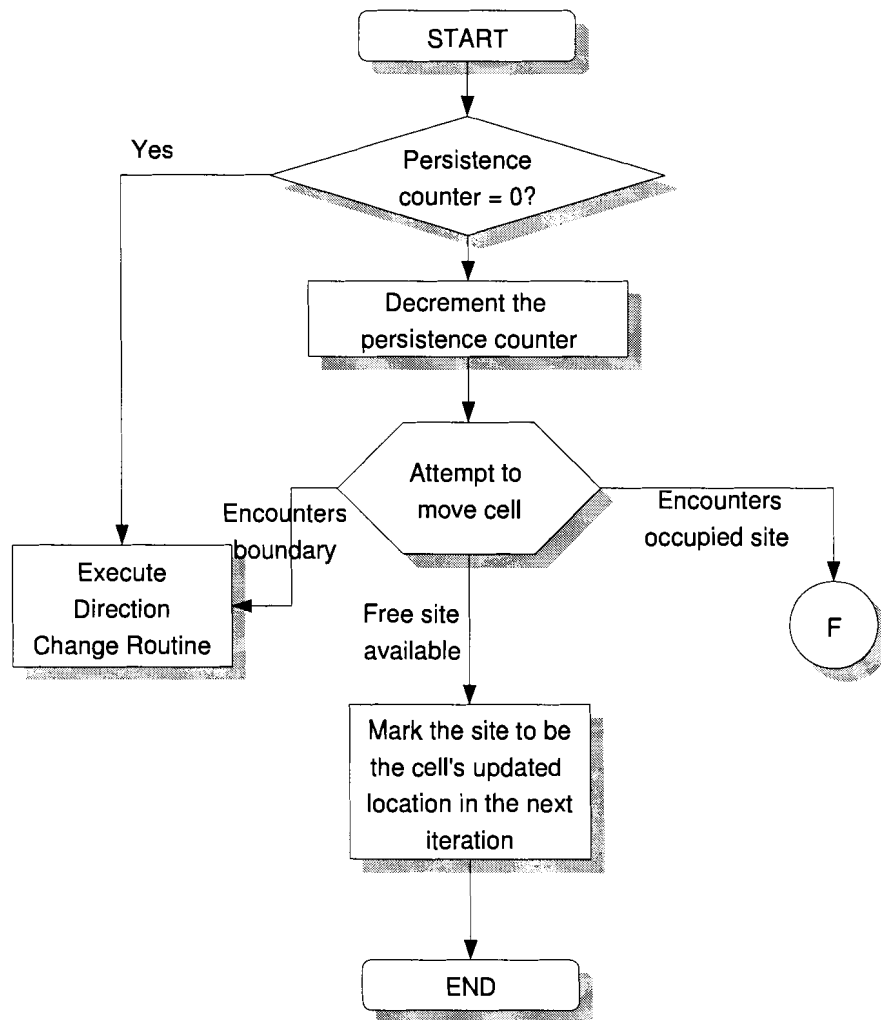 START
Yes
Persistence
counter = 0?
Decrement the
persistence counter
Attempt to
move cell
Encounters
boundary
Encounters
occupied site
Execute
Direction
Change Routine
Free site
available
F
Mark the site to be
the cell's updated
location in the next
iteration
END